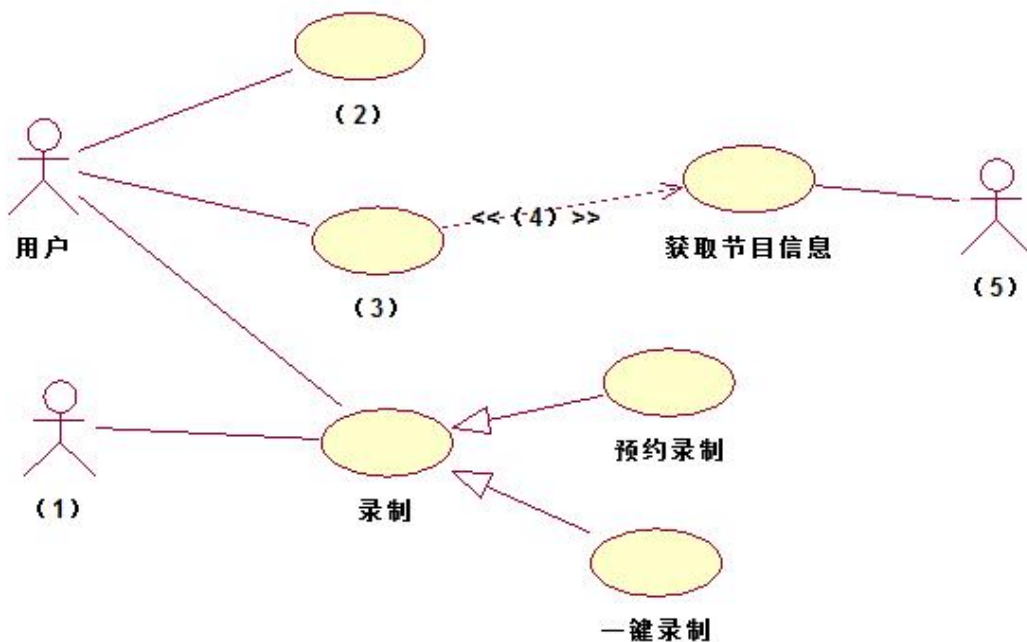 （2）
用户
<<（4）>>
获取节目信息
（3）
（5）
预约录制
（1）
录制
一键录制